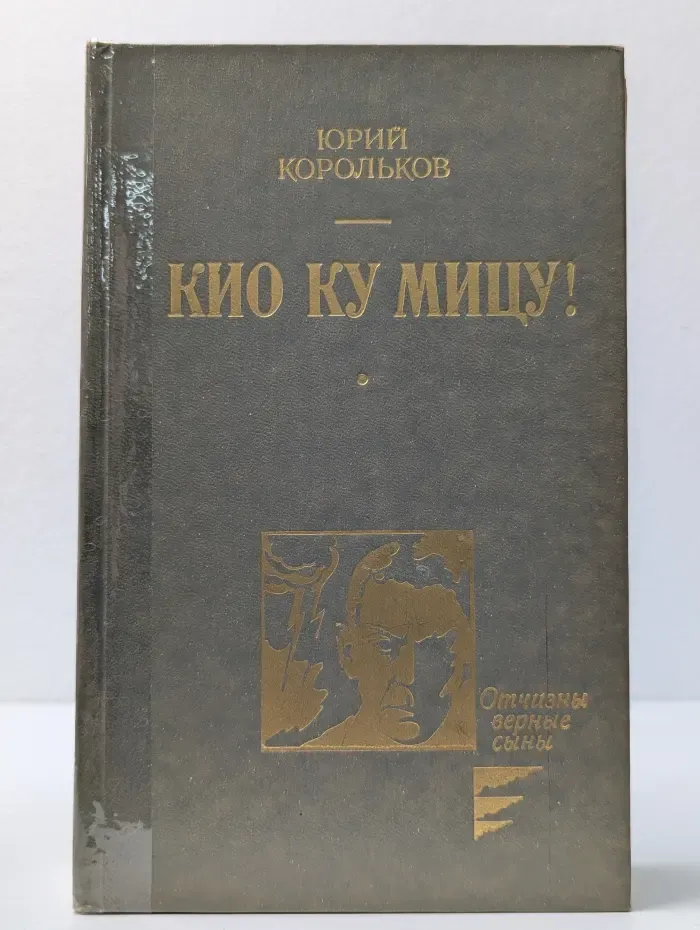 ЮРИЙ
КОРОЛЬКОВ
КИО КУ МИЦУ!
Отчизны
верные
сыны